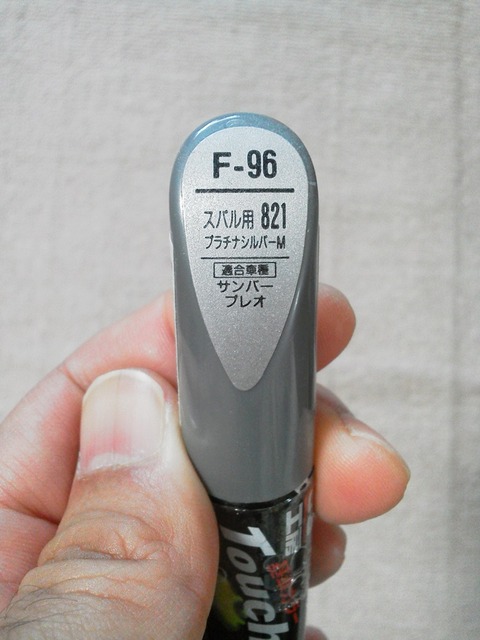 F-96
スバル用 821
プラチナシルバーM
適合車種
サンバー
プレオ
Touch